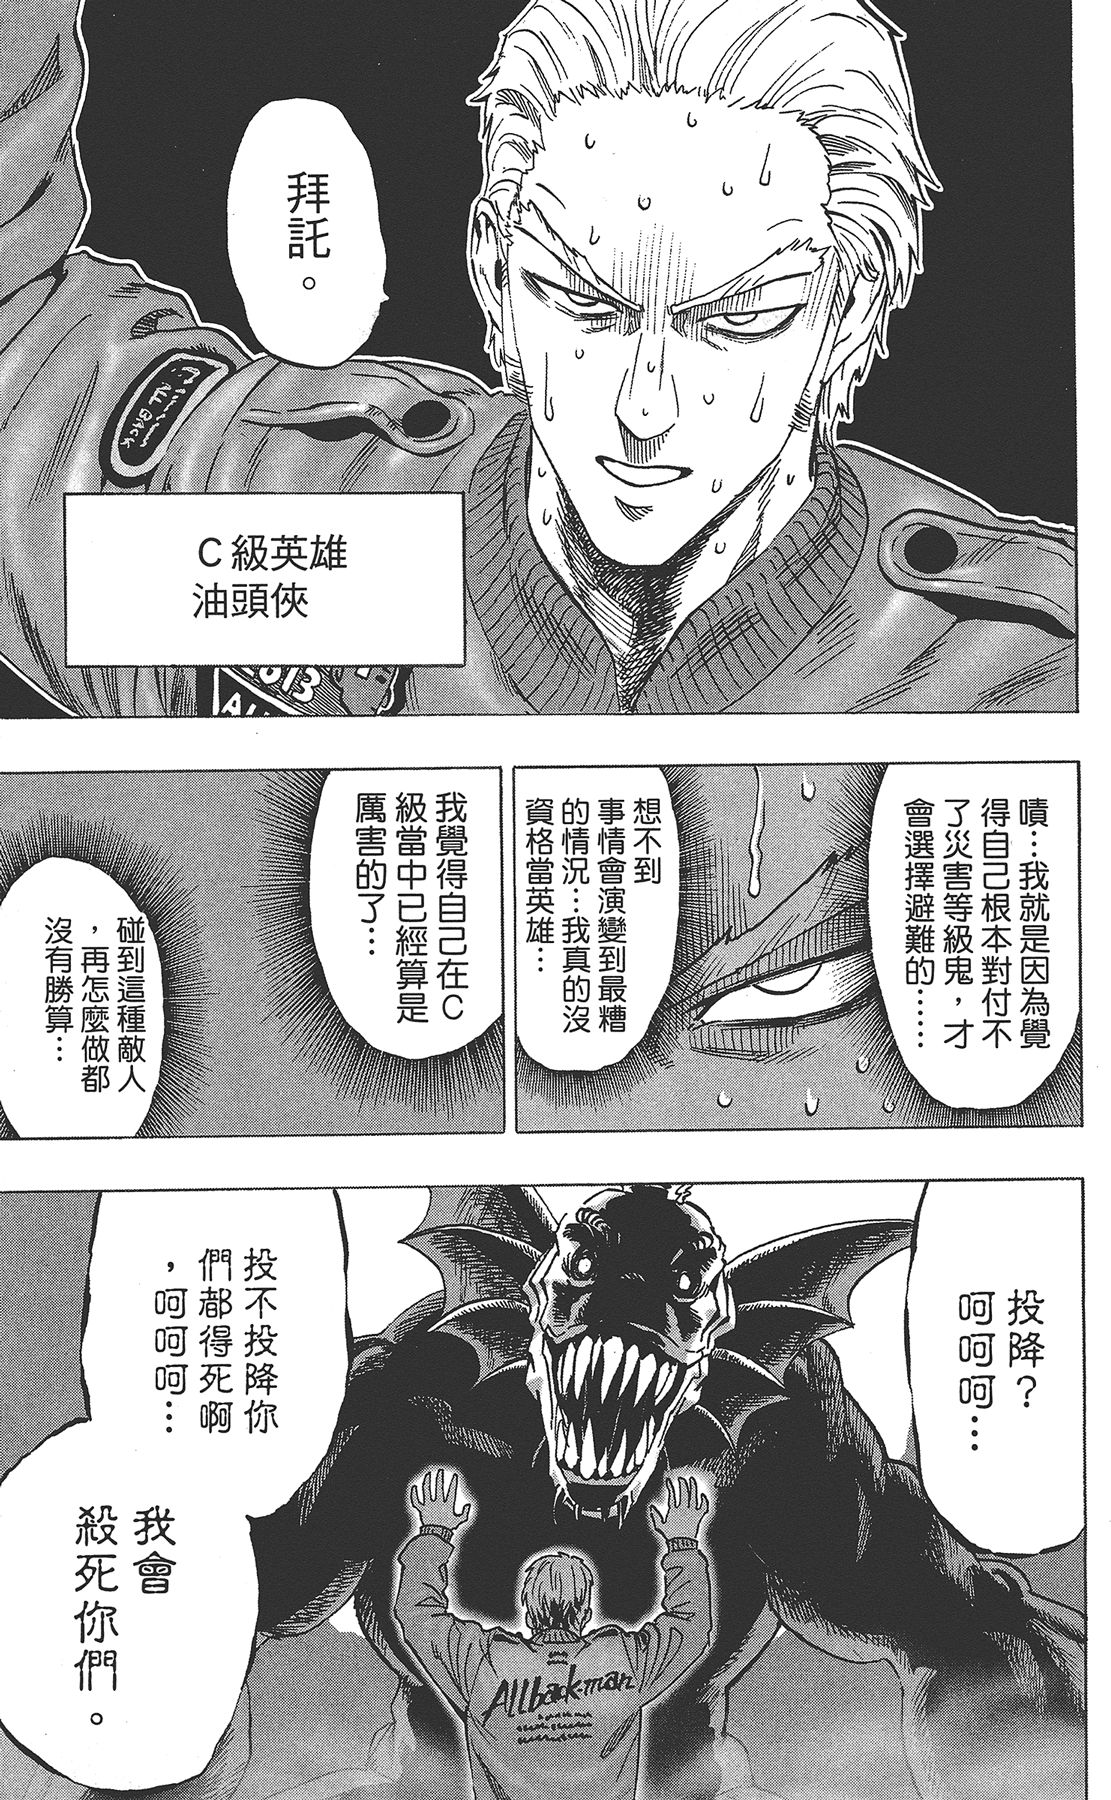 拜託。
ALL BACK
C級英雄
油頭俠
2013
嘖…我就是因為覺
得自己根本對付不
了災害等級鬼，才
會選擇避難的……
想不到
事情會演變到最糟
的情況…我真的沒
資格當英雄…
我覺得自己在C
級當中已經算是
厲害的了…
碰到這種敵人
，再怎麼做都
沒有勝算…
投降？
呵呵呵…
投不投降你
們都得死啊
，呵呵呵…
我會
殺死你們。
Allback-man